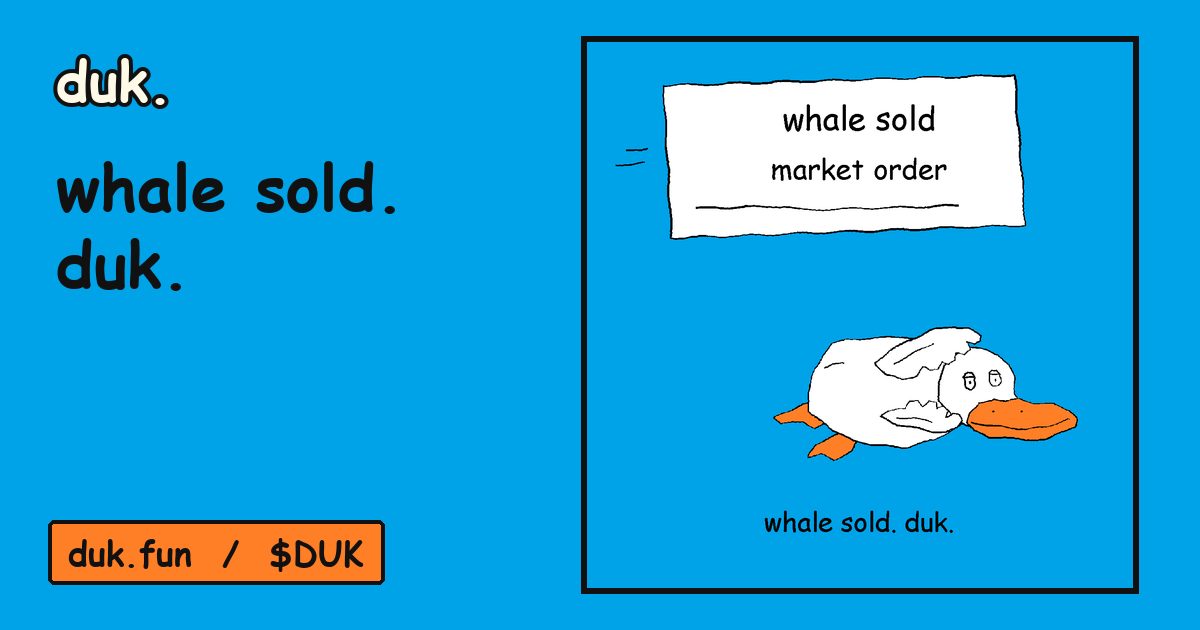 duk.
whale sold.
duk.
duk.fun / $DUK
whale sold
market order
whale sold. duk.